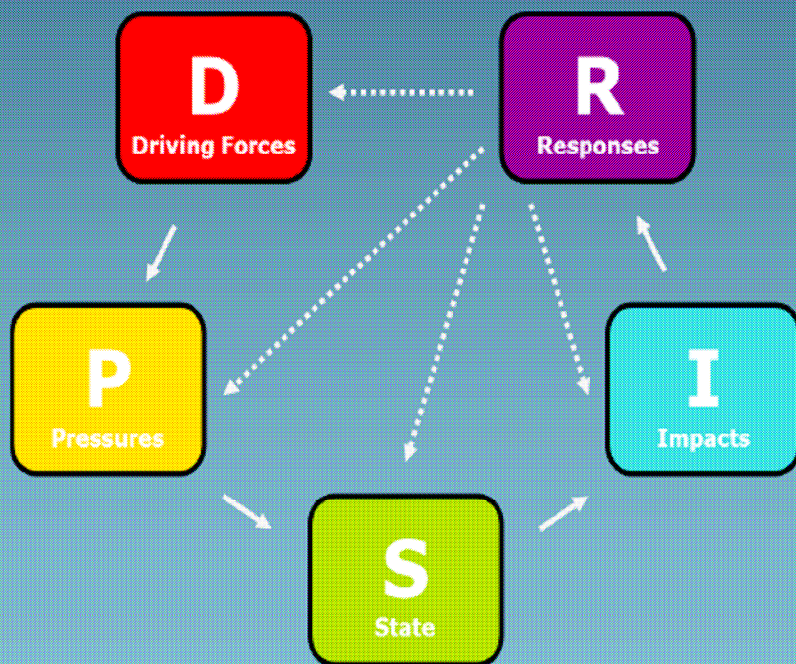 D
Driving Forces
R
Responses
P
Pressures
I
Impacts
S
State